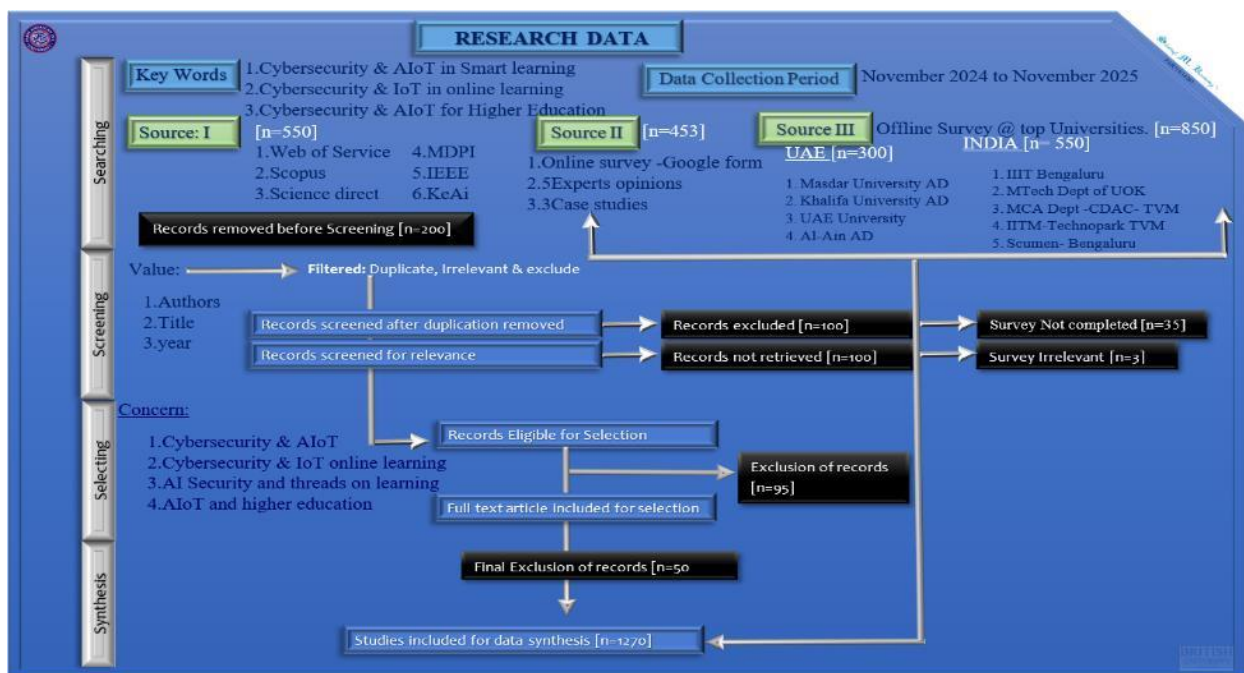 RESEARCH DATA
Key Words
1.Cybersecurity & AIoT in Smart learning
2.Cybersecurity & IoT in online learning
3.Cybersecurity & AIoT for Higher Education
Data Collection Period
November 2024 to November 2025
Searching
Source: I
[n=550]
1.Web of Service
2.Scopus
3.Science direct
4.MDPI
5.IEEE
6.KeAi
Source II
[n=453]
1.Online survey -Google form
2.5Experts opinions
3.3Case studies
Source III
Offline Survey @ top Universities. [n=850]
UAE [n=300]
1. Masdar University AD
2. Khalifa University AD
3. UAE University
4. Al-Ain AD
INDIA [n= 550]
1. IIIT Bengaluru
2. MTech Dept of UOK
3. MCA Dept -CDAC- TVM
4. IITM-Technopark TVM
5. Scumen- Bengaluru
Records removed before Screening [n=200]
Screening
Value:
Filtered: Duplicate, Irrelevant & exclude
1.Authors
2.Title
3.year
Records screened after duplication removed
Records excluded [n=100]
Survey Not completed [n=35]
Records screened for relevance
Records not retrieved [n=100]
Survey Irrelevant [n=3]
Selecting
Concern:
1.Cybersecurity & AIoT
2.Cybersecurity & IoT online learning
3.AI Security and threads on learning
4.AIoT and higher education
Records Eligible for Selection
Exclusion of records
[n=95]
Full text article included for selection
Synthesis
Final Exclusion of records [n=50
Studies included for data synthesis [n=1270]